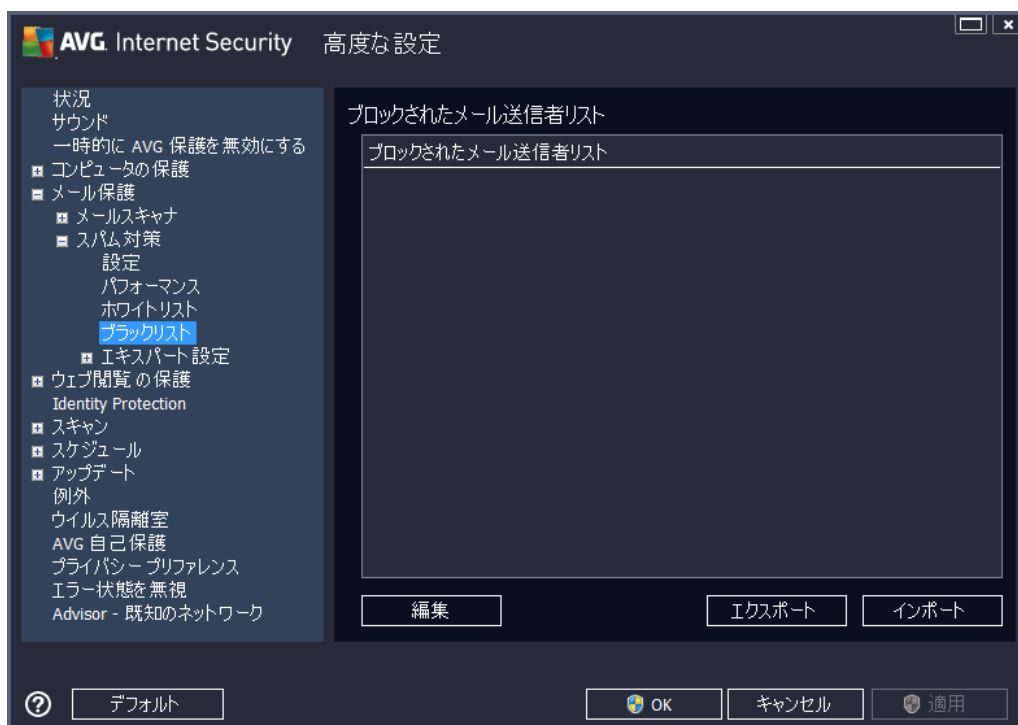 AVG. Internet Security 高度な設定
状況
サウンド
一時的に AVG 保護を無効にする
コンピュータの保護
メール保護
メールスキャナ
スパム対策
設定
パフォーマンス
ホワイトリスト
ブラックリスト
エキスパート設定
ウェブ閲覧 の保護
Identity Protection
スキャン
スケジュール
アップデート
例外
ウイルス隔離室
AVG 自己保護
プライバシー プリファレンス
エラー状態を無視
Advisor - 既知のネットワーク
ブロックされたメール送信者リスト
ブロックされたメール送信者リスト
編集 エクスポート インポート
デフォルト OK キャンセル 適用